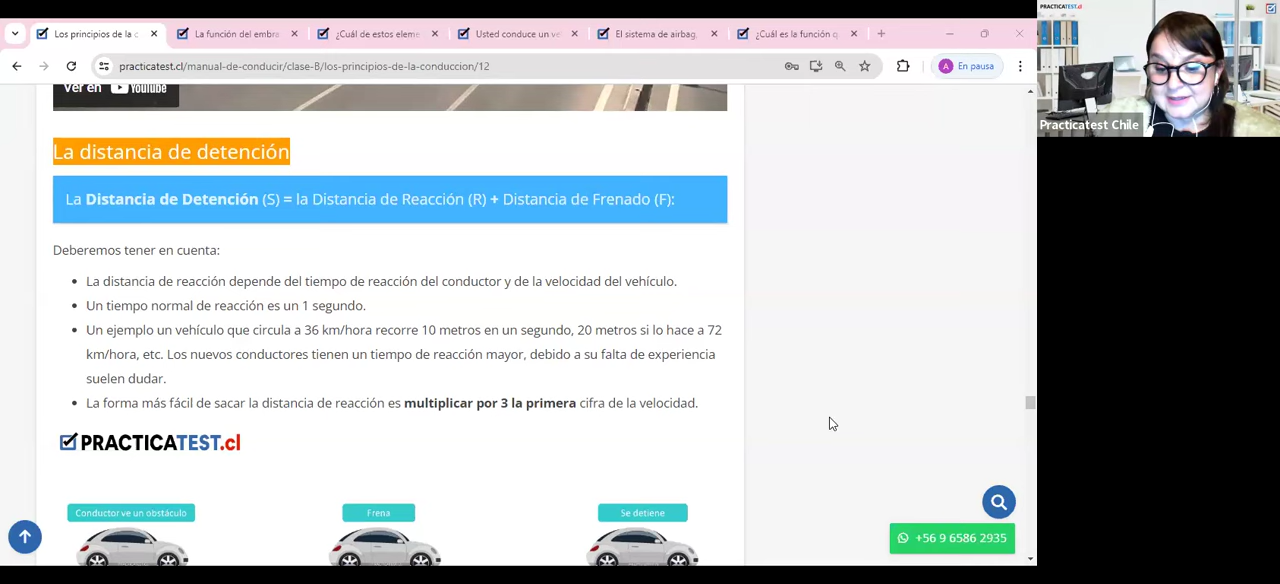 Los principios de la c
La función del embra
¿Cuál de estos eleme
Usted conduce un ve
El sistema de airbag,
¿Cuál es la función q
practicatest.cl/manual-de-conducir/clase-B/los-principios-de-la-conduccion/12
A
En pausa
PRACTICATEST.cl
Practicatest Chile
Ver en YouTube
La distancia de detención
La Distancia de Detención (S) = la Distancia de Reacción (R) + Distancia de Frenado (F):
Deberemos tener en cuenta:
La distancia de reacción depende del tiempo de reacción del conductor y de la velocidad del vehículo.
Un tiempo normal de reacción es un 1 segundo.
Un ejemplo un vehículo que circula a 36 km/hora recorre 10 metros en un segundo, 20 metros si lo hace a 72
km/hora, etc. Los nuevos conductores tienen un tiempo de reacción mayor, debido a su falta de experiencia
suelen dudar.
La forma más fácil de sacar la distancia de reacción es multiplicar por 3 la primera cifra de la velocidad.
PRACTICATEST.cl
Conductor ve un obstáculo
Frena
Se detiene
+56 9 6586 2935